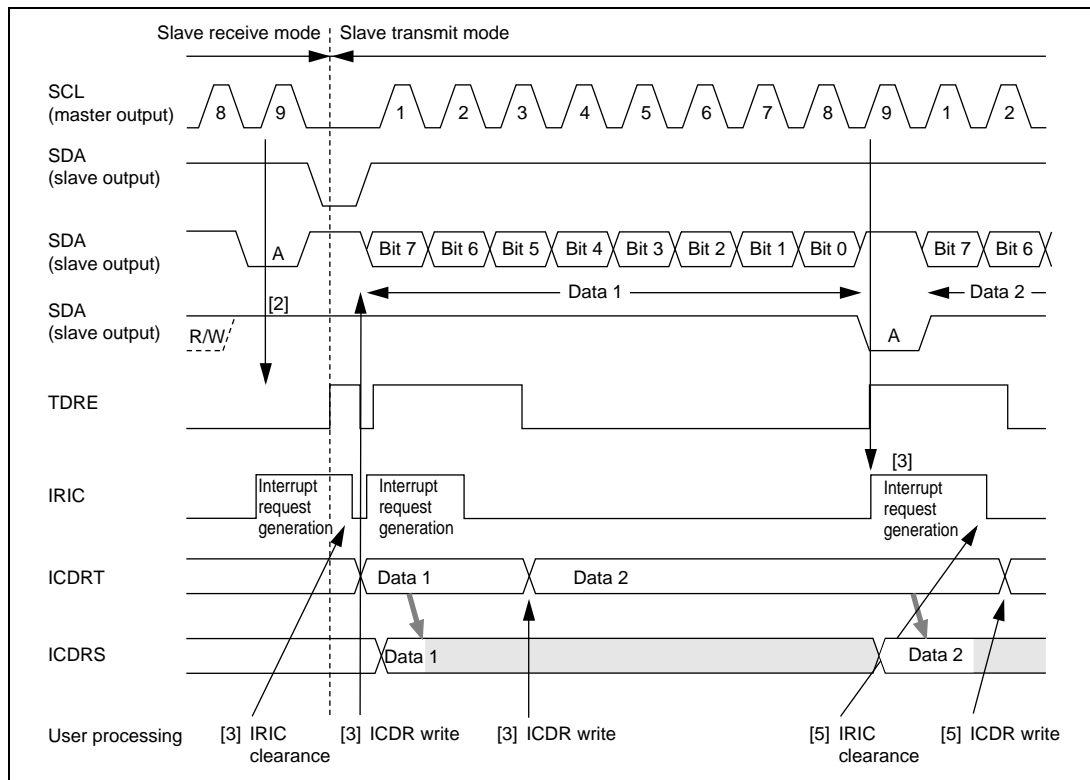 Slave receive mode Slave transmit mode
SCL
(master output)
8 9 1 2 3 4 5 6 7 8 9 1 2
SDA
(slave output)
SDA
(slave output)
A Bit 7 Bit 6 Bit 5 Bit 4 Bit 3 Bit 2 Bit 1 Bit 0 Bit 7 Bit 6
Data 1 Data 2
[2]
SDA
(slave output)
R/W A
TDRE
[3]
IRIC
Interrupt
request
generation
Interrupt
request
generation
Interrupt
request
generation
ICDRT Data 1 Data 2
ICDRS Data 1 Data 2
User processing [3] IRIC
clearance
[3] ICDR write [3] ICDR write [5] IRIC
clearance
[5] ICDR write